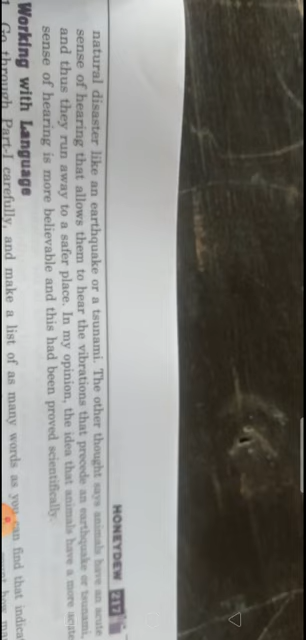 HONEYDEW 217
natural disaster like an earthquake or a tsunami. The other thought says animals have an acute
sense of hearing that allows them to hear the vibrations that precede an earthquake or tsunami,
and thus they run away to a safer place. In my opinion, the idea that animals have a more acute
sense of hearing is more believable and this had been proved scientifically.
Working with Language
1. Go through Part-I carefully, and make a list of as many words as you can find that indica